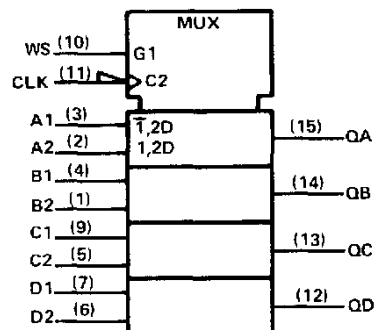 MUX
WS (10) G1
CLK (11) C2
A1 (3) 1̅,2D
A2 (2) 1,2D
(15) QA
B1 (4)
B2 (1)
(14) QB
C1 (9)
C2 (5)
(13) QC
D1 (7)
D2 (6)
(12) QD